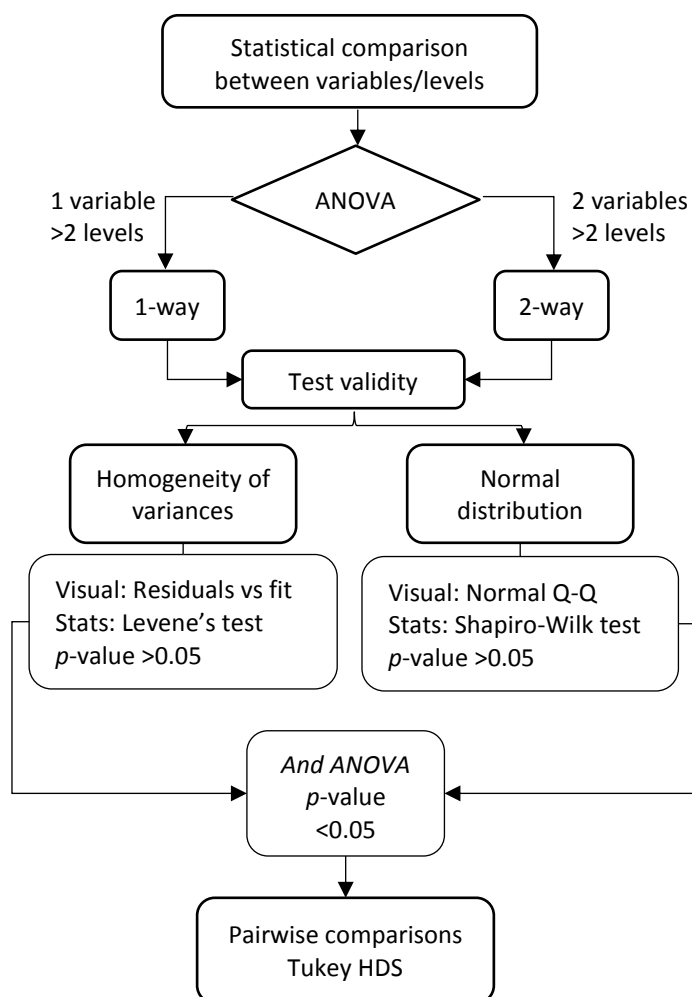 Statistical comparison
between variables/levels
ANOVA
1 variable
>2 levels
2 variables
>2 levels
1-way
2-way
Test validity
Homogeneity of
variances
Normal
distribution
Visual: Residuals vs fit
Stats: Levene’s test
p-value >0.05
Visual: Normal Q-Q
Stats: Shapiro-Wilk test
p-value >0.05
And ANOVA
p-value
<0.05
Pairwise comparisons
Tukey HDS